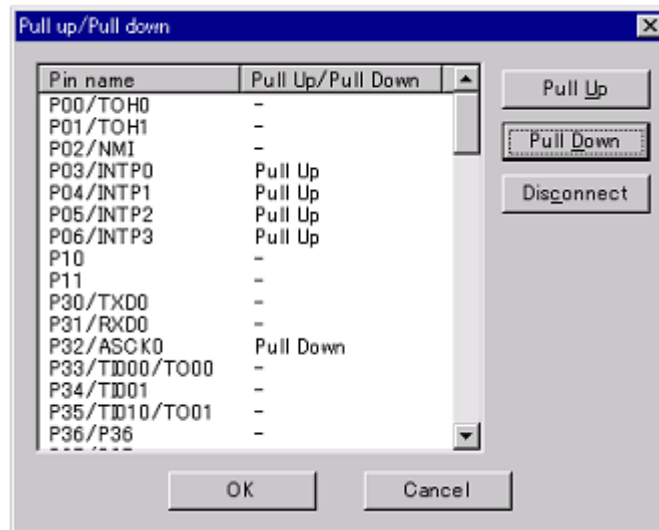 Pull up/Pull down
Pin name Pull Up/Pull Down
P00/TOH0 -
P01/TOH1 -
P02/NMI -
P03/INTP0 Pull Up
P04/INTP1 Pull Up
P05/INTP2 Pull Up
P06/INTP3 Pull Up
P10 -
P11 -
P30/TXD0 -
P31/RXD0 -
P32/ASCK0 Pull Down
P33/TI000/TO00 -
P34/TI001 -
P35/TI010/TO01 -
P36/P36 -
Pull Up
Pull Down
Disconnect
OK
Cancel